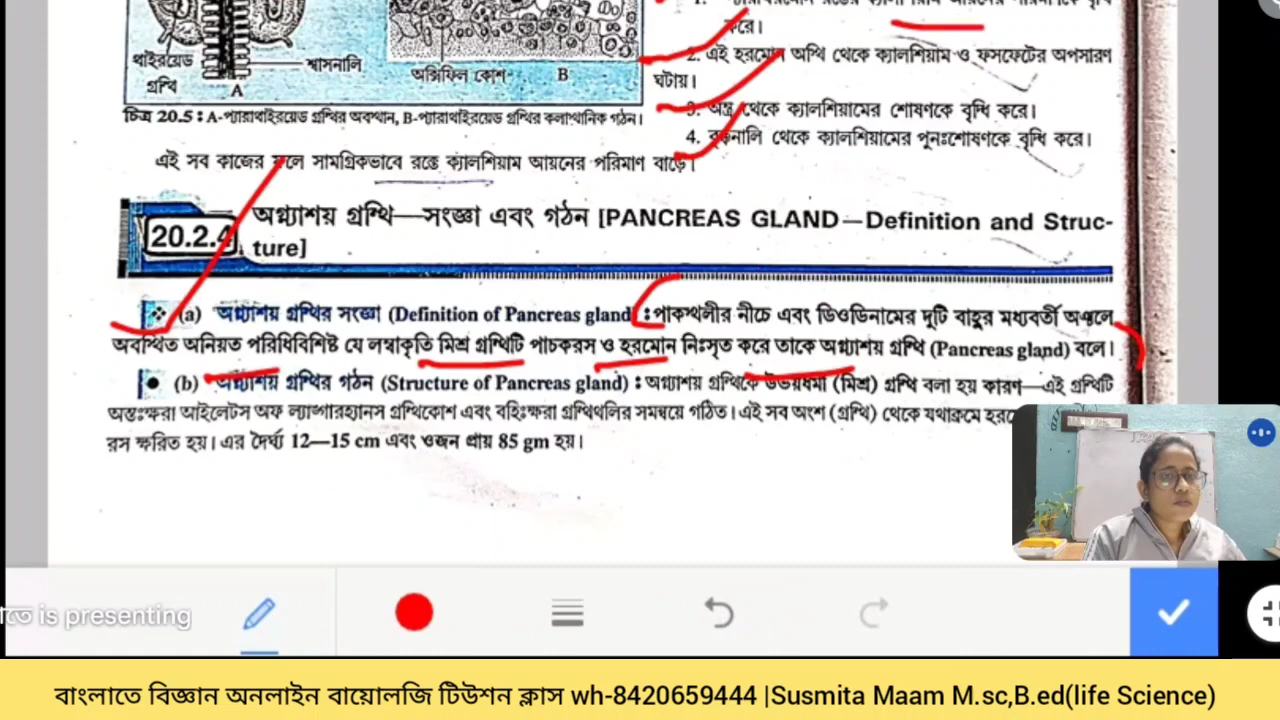 থাইরয়েড
গ্রন্থি
শ্বাসনালি
A
অক্সিফিল কোশ
B
চিত্র 20.5 : A-প্যারাথাইরয়েড গ্রন্থির অবস্থান, B-প্যারাথাইরয়েড গ্রন্থির কলাস্থানিক গঠন।
করে।
2. এই হরমোন অস্থি থেকে ক্যালশিয়াম ও ফসফেটের অপসারণ
ঘটায়।
3. অন্ত্র থেকে ক্যালশিয়ামের শোষণকে বৃদ্ধি করে।
4. বৃক্কনালি থেকে ক্যালশিয়ামের পুনঃশোষণকে বৃদ্ধি করে।
এই সব কাজের ফলে সামগ্রিকভাবে রক্তে ক্যালশিয়াম আয়নের পরিমাণ বাড়ে।
20.2.4. অগ্ন্যাশয় গ্রন্থি—সংজ্ঞা এবং গঠন [PANCREAS GLAND—Definition and Struc-
ture]
(a) অগ্ন্যাশয় গ্রন্থির সংজ্ঞা (Definition of Pancreas gland) : পাকস্থলীর নীচে এবং ডিওডিনামের দুটি বাহুর মধ্যবর্তী অঞ্চলে
অবস্থিত অনিয়ত পরিধিবিশিষ্ট যে লম্বাকৃতি মিশ্র গ্রন্থিটি পাচকরস ও হরমোন নিঃসৃত করে তাকে অগ্ন্যাশয় গ্রন্থি (Pancreas gland) বলে।
(b) অগ্ন্যাশয় গ্রন্থির গঠন (Structure of Pancreas gland) : অগ্ন্যাশয় গ্রন্থিকে উভয়ধর্মী (মিশ্র) গ্রন্থি বলা হয় কারণ—এই গ্রন্থিটি
অন্তঃক্ষরা আইলেটস অফ ল্যাঙ্গারহ্যানস গ্রন্থিকোশ এবং বহিঃক্ষরা গ্রন্থিথলির সমন্বয়ে গঠিত। এই সব অংশ (গ্রন্থি) থেকে যথাক্রমে
রস ক্ষরিত হয়। এর দৈর্ঘ্য 12—15 cm এবং ওজন প্রায় 85 gm হয়।
is presenting
বাংলাতে বিজ্ঞান অনলাইন বায়োলজি টিউশন ক্লাস wh-8420659444 |Susmita Maam M.sc,B.ed(life Science)